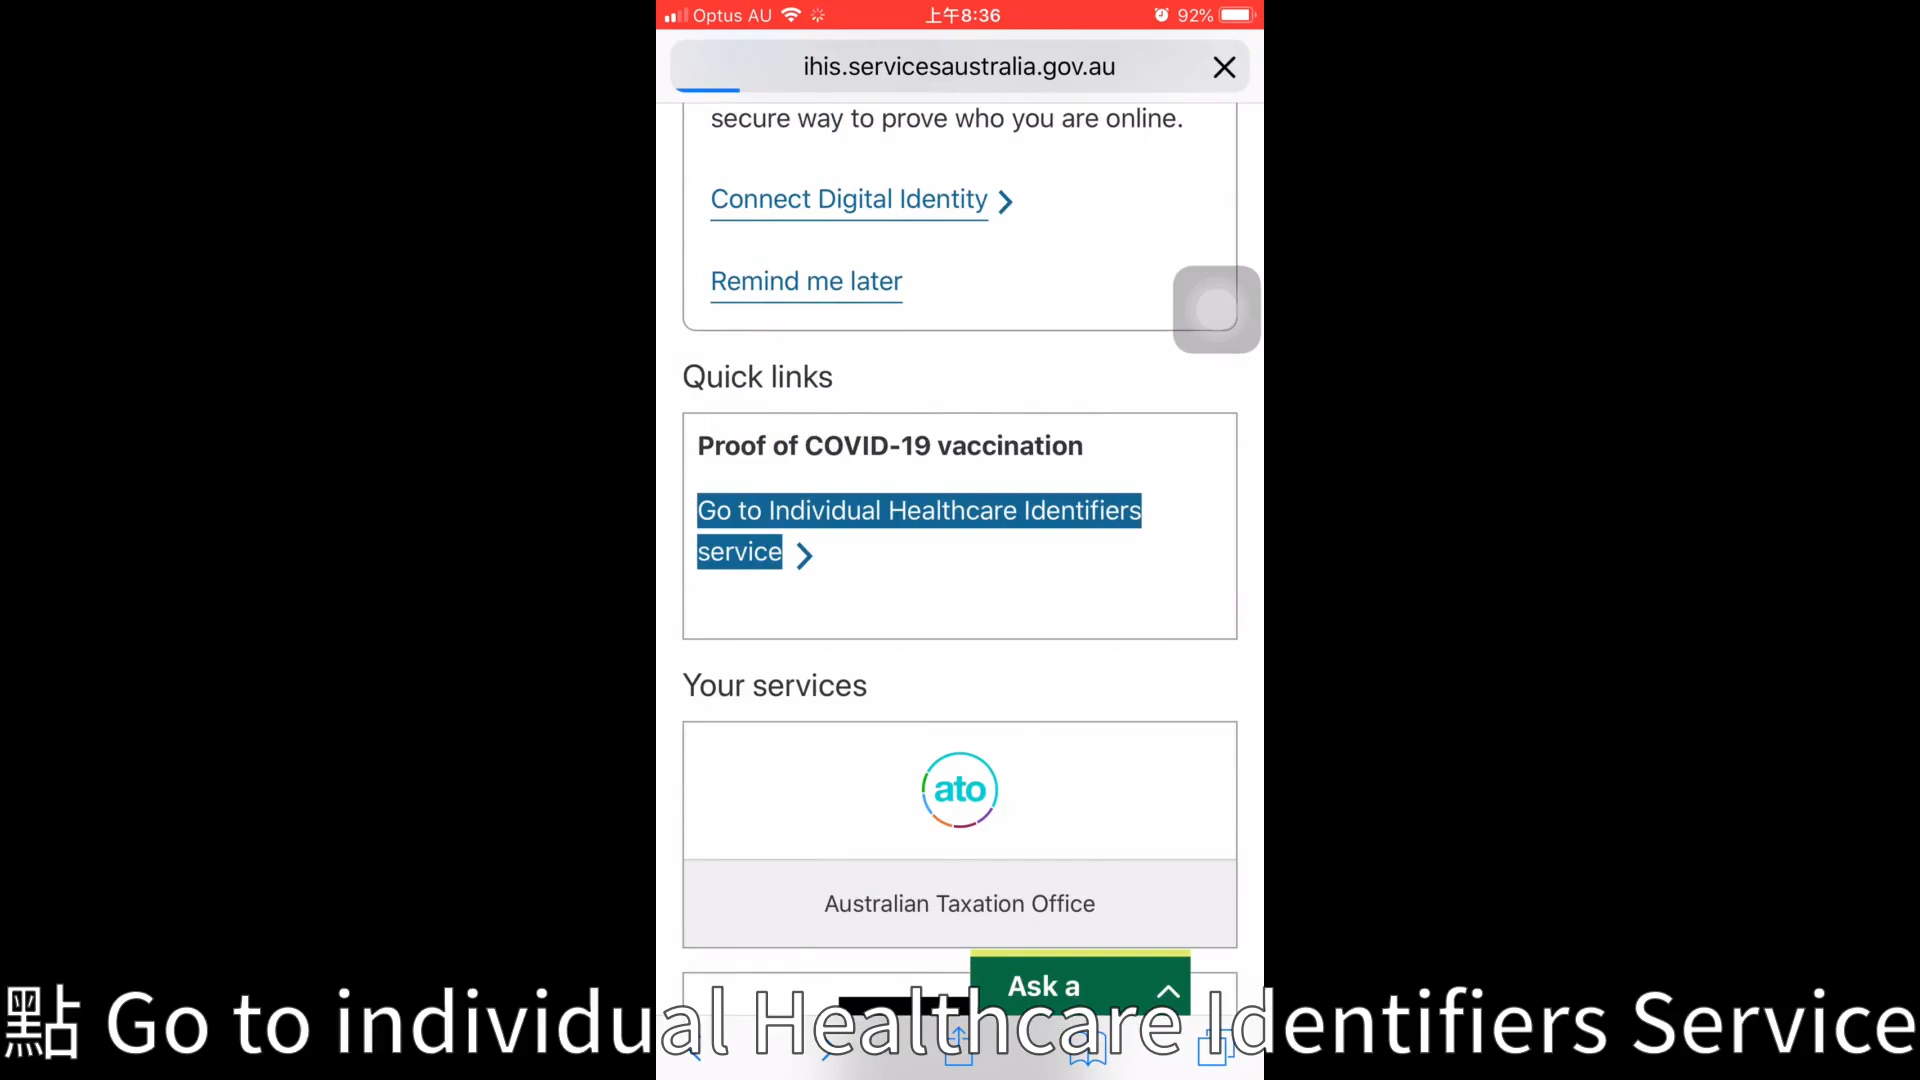 Optus AU
上午8:36
92%
ihis.servicesaustralia.gov.au
secure way to prove who you are online.
Connect Digital Identity
Remind me later
Quick links
Proof of COVID-19 vaccination
Go to Individual Healthcare Identifiers
service
Your services
ato
Australian Taxation Office
Ask a
點 Go to individual Healthcare Identifiers Service